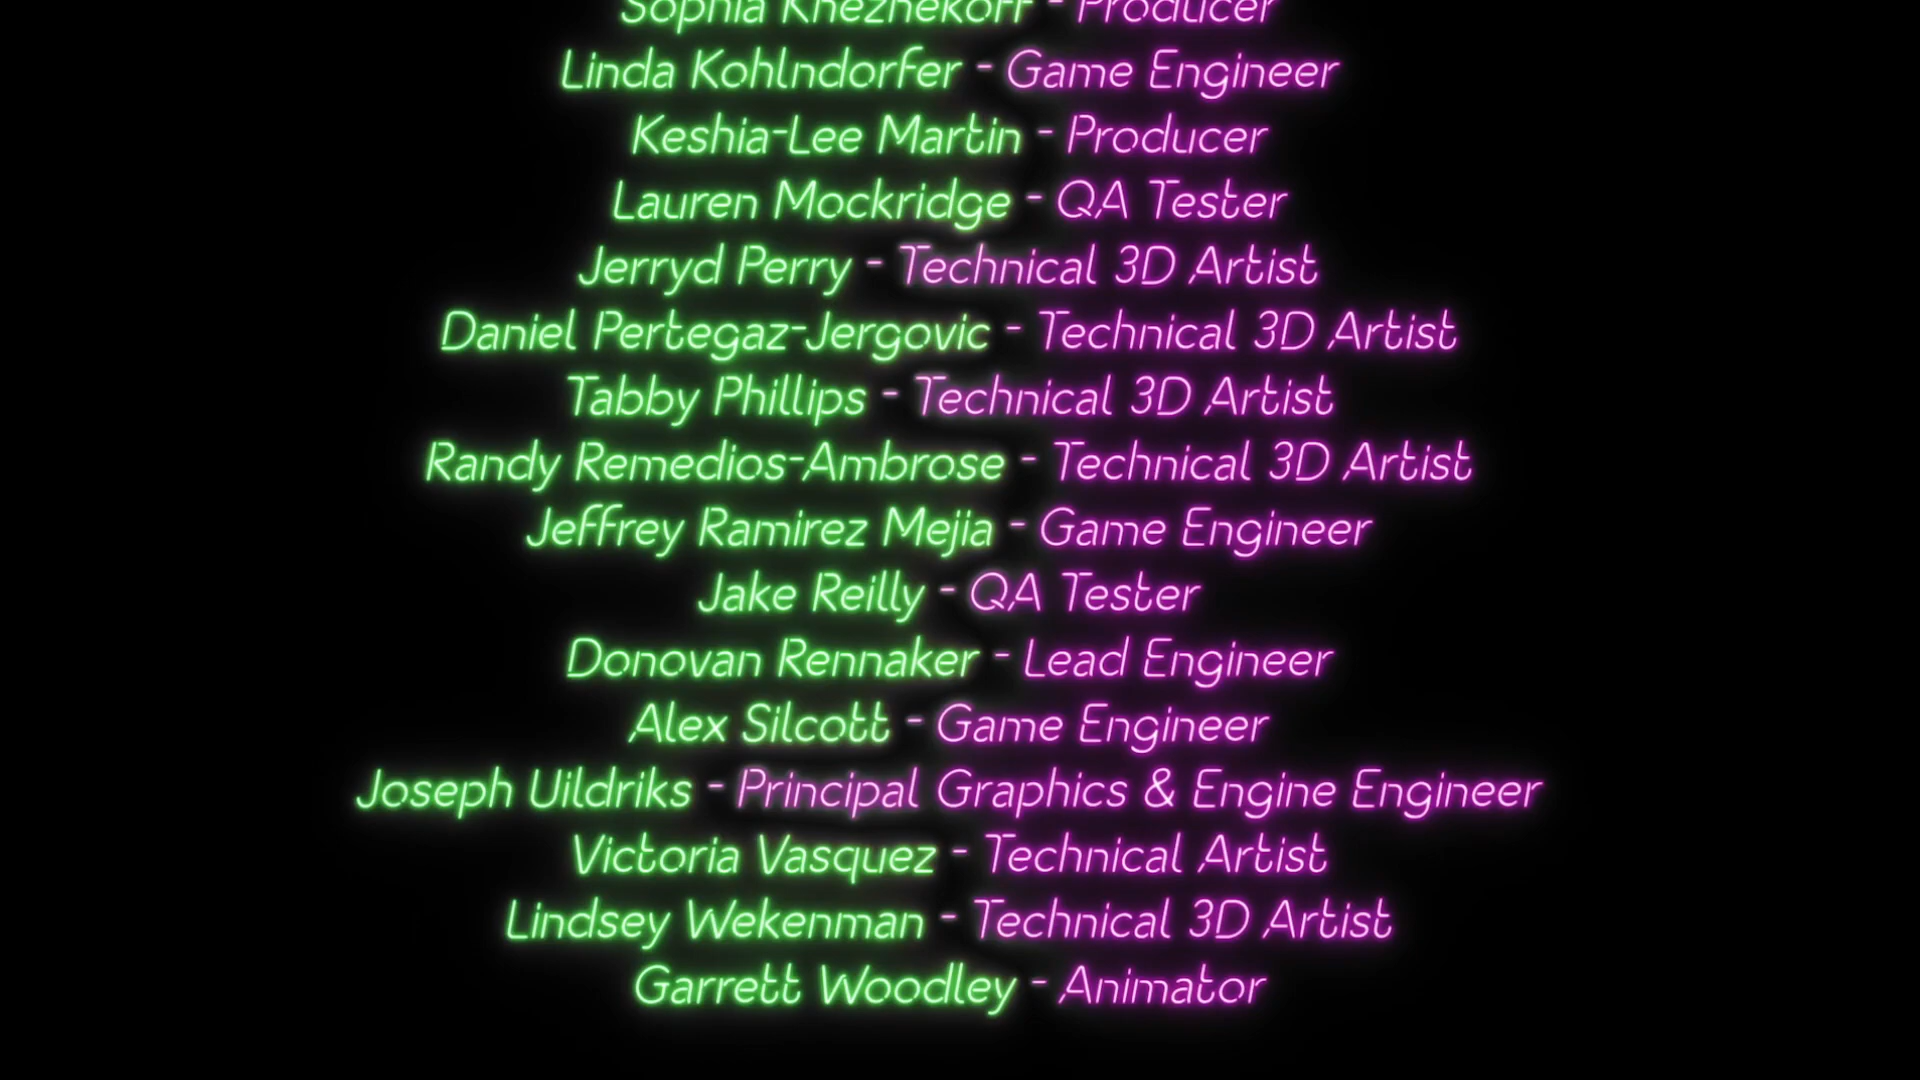 Sophia Knezhekoff - Producer
Linda Kohlndorfer - Game Engineer
Keshia-Lee Martin - Producer
Lauren Mockridge - QA Tester
Jerryd Perry - Technical 3D Artist
Daniel Pertegaz-Jergovic - Technical 3D Artist
Tabby Phillips - Technical 3D Artist
Randy Remedios-Ambrose - Technical 3D Artist
Jeffrey Ramirez Mejia - Game Engineer
Jake Reilly - QA Tester
Donovan Rennaker - Lead Engineer
Alex Silcott - Game Engineer
Joseph Uildriks - Principal Graphics & Engine Engineer
Victoria Vasquez - Technical Artist
Lindsey Wekenman - Technical 3D Artist
Garrett Woodley - Animator